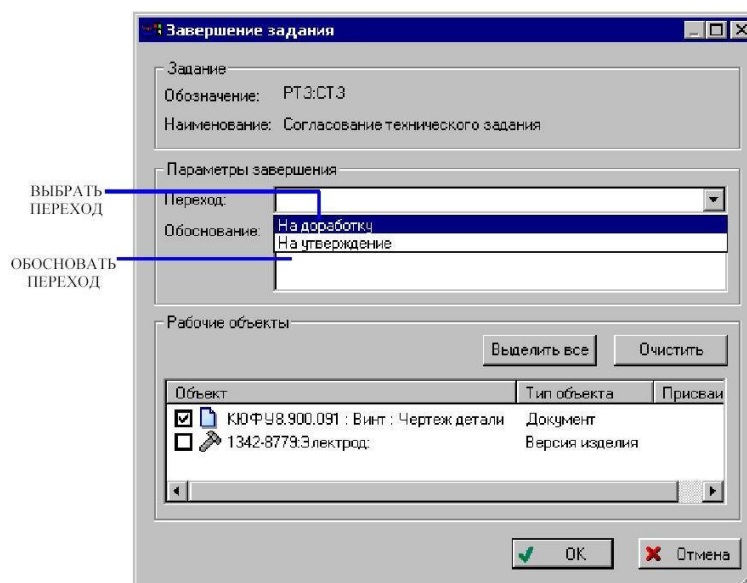 Завершение задания
Задание
Обозначение: РТЗ:СТЗ
Наименование: Согласование технического задания
Параметры завершения
ВЫБРАТЬ
ПЕРЕХОД
Переход:
На доработку
Обоснование:
На утверждение
ОБОСНОВАТЬ
ПЕРЕХОД
Рабочие объекты
Выделить все Очистить
Объект Тип объекта Присваи
КЮФУ8.900.091 : Винт : Чертеж детали Документ
1342-8779:Электрод: Версия изделия
OK Отмена